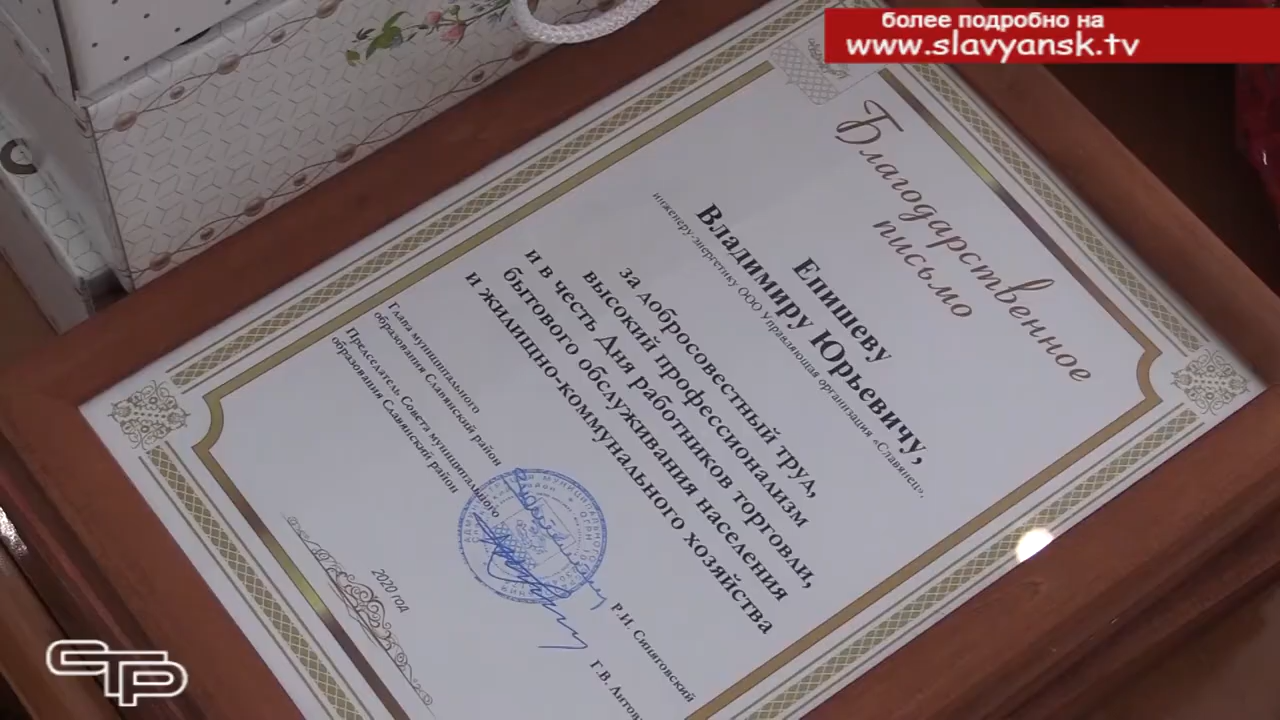 более подробно на
www.slavyansk.tv
Благодарственное
письмо
Епишеву
Владимиру Юрьевичу,
инженеру-энергетику ООО Управляющая организация «Славянец»,
за добросовестный труд,
высокий профессионализм
и в честь Дня работников торговли,
бытового обслуживания населения
и жилищно-коммунального хозяйства
Глава муниципального
образования Славянский район
Р.И. Синяговский
Председатель Совета муниципального
образования Славянский район
Г.В.
2020 год
СТР